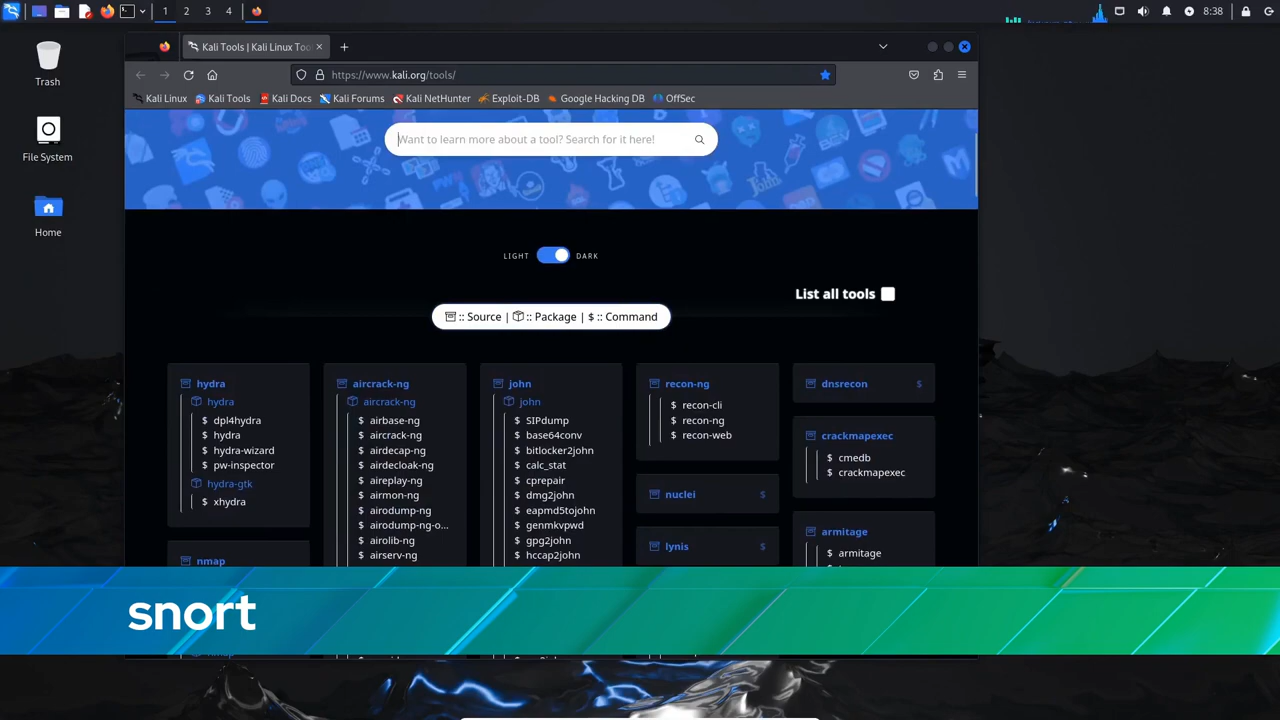 1
2
3
4
8:38
Kali Tools | Kali Linux Too
https://www.kali.org/tools/
Kali Linux
Kali Tools
Kali Docs
Kali Forums
Kali NetHunter
Exploit-DB
Google Hacking DB
OffSec
Trash
File System
Home
Want to learn more about a tool? Search for it here!
LIGHT
DARK
List all tools
:: Source | :: Package | $ :: Command
hydra
hydra
$ dpl4hydra
$ hydra
$ hydra-wizard
$ pw-inspector
hydra-gtk
$ xhydra
nmap
nmap
aircrack-ng
aircrack-ng
$ airbase-ng
$ aircrack-ng
$ airdecap-ng
$ airdecloak-ng
$ aireplay-ng
$ airmon-ng
$ airodump-ng
$ airodump-ng-o...
$ airolib-ng
$ airserv-ng
john
john
$ SIPdump
$ base64conv
$ bitlocker2john
$ calc_stat
$ cprepair
$ dmg2john
$ eapmd5tojohn
$ genmkvpwd
$ gpg2john
$ hccap2john
recon-ng
$ recon-cli
$ recon-ng
$ recon-web
nuclei $
lynis $
dnsrecon $
crackmapexec
$ cmedb
$ crackmapexec
armitage
$ armitage
snort